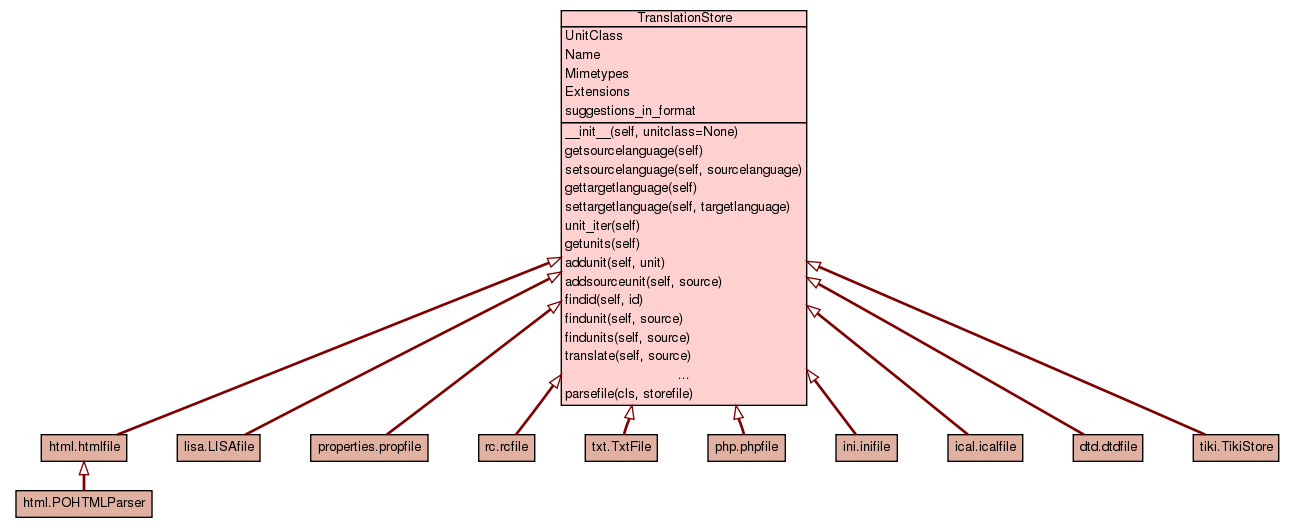 TranslationStore
UnitClass
Name
Mimetypes
Extensions
suggestions_in_format
__init__(self, unitclass=None)
getsourcelanguage(self)
setsourcelanguage(self, sourcelanguage)
gettargetlanguage(self)
settargetlanguage(self, targetlanguage)
unit_iter(self)
getunits(self)
addunit(self, unit)
addsourceunit(self, source)
findid(self, id)
findunit(self, source)
findunits(self, source)
translate(self, source)
...
parsefile(cls, storefile)
html.htmlfile
lisa.LISAfile
properties.propfile
rc.rcfile
txt.TxtFile
php.phpfile
ini.inifile
ical.icalfile
dtd.dtdfile
tiki.TikiStore
html.POHTMLParser